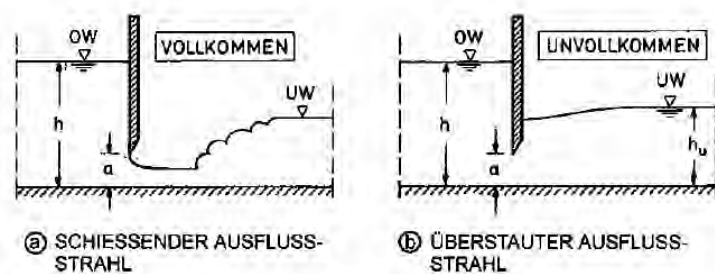 OW
VOLLKOMMEN
UW
h
a
ⓐ SCHIESSENDER AUSFLUSS-
STRAHL
OW
UNVOLLKOMMEN
UW
h
a
hᵤ
ⓑ ÜBERSTAUTER AUSFLUSS-
STRAHL